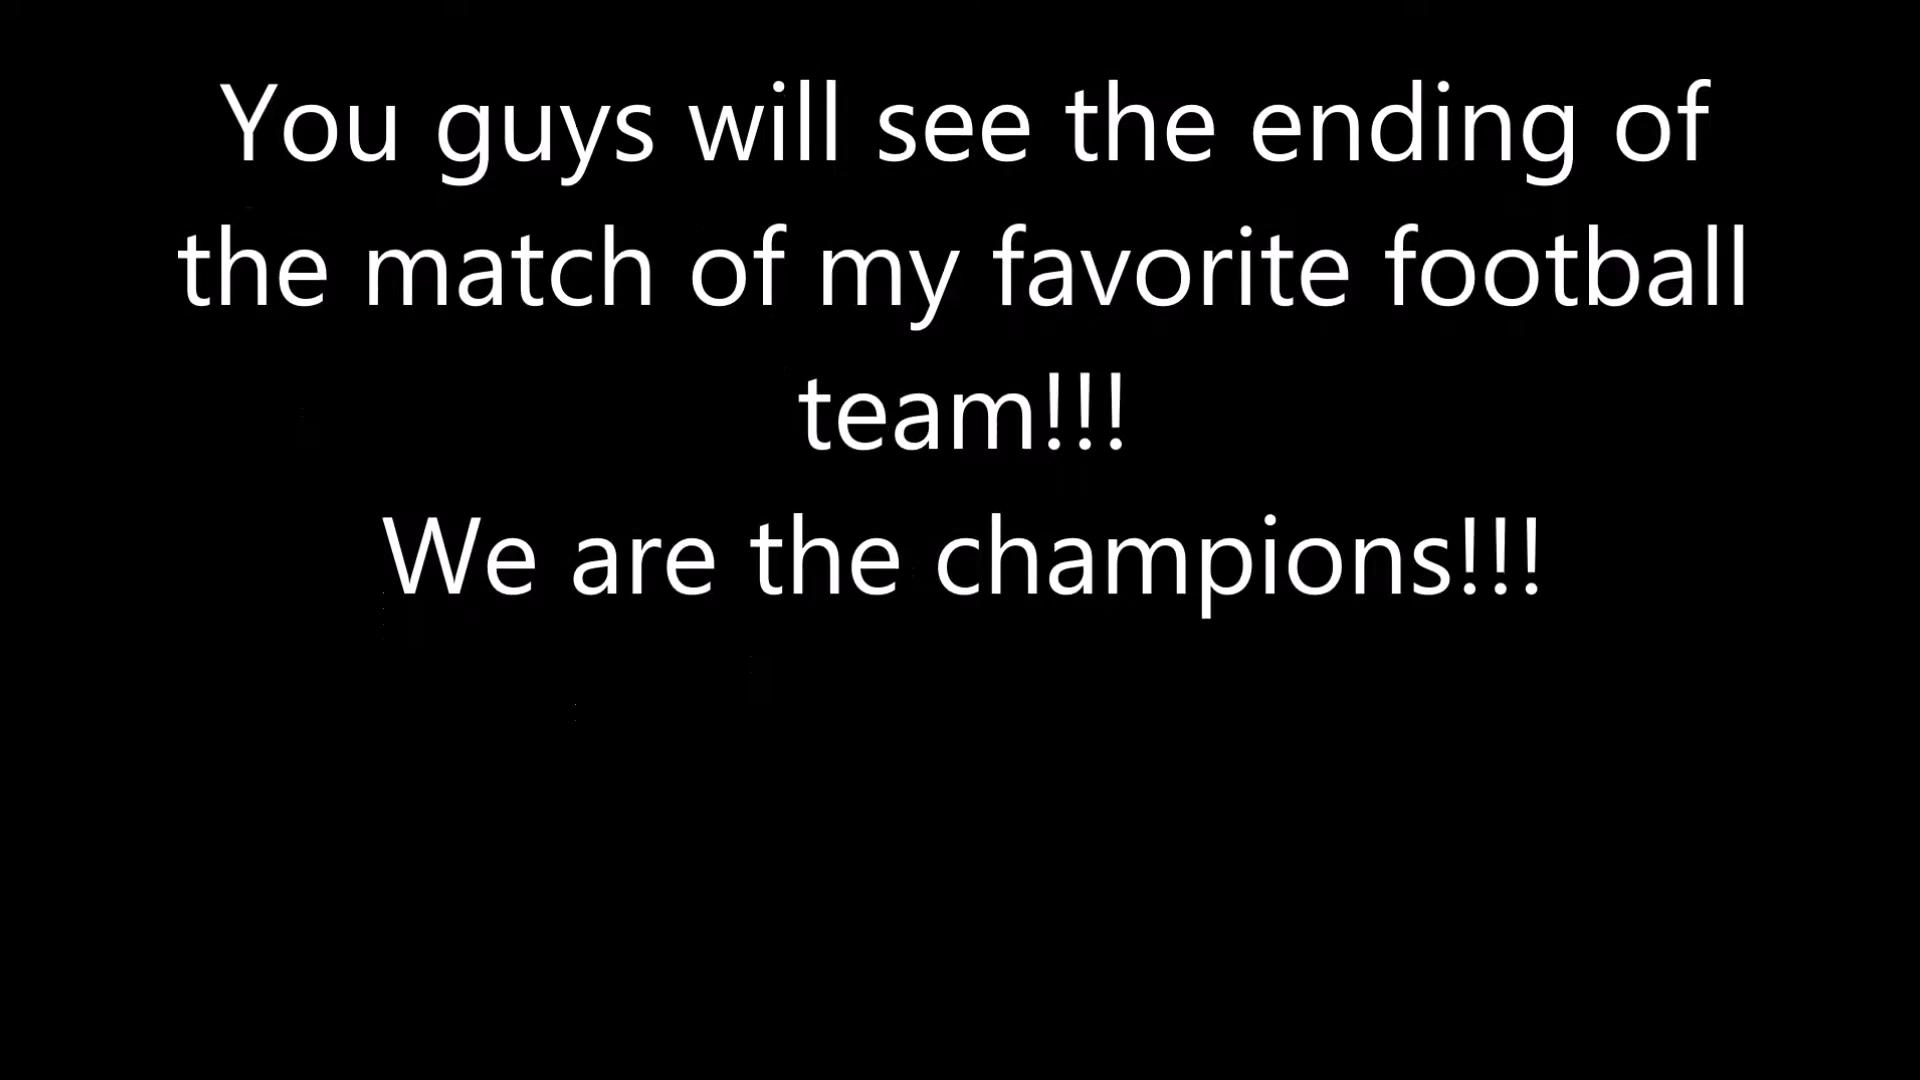 You guys will see the ending of
the match of my favorite football
team!!!
We are the champions!!!